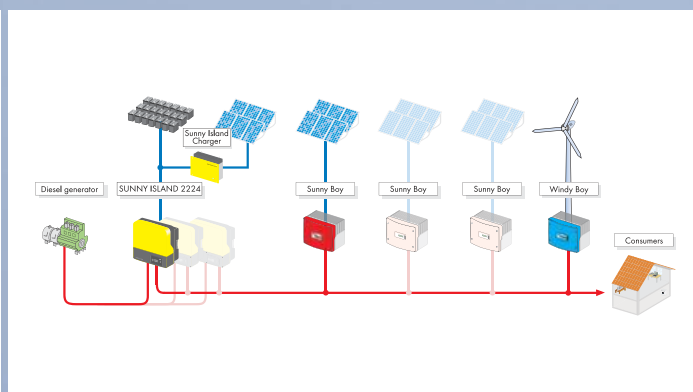 Sunny Island
Charger
Diesel generator
SUNNY ISLAND 2224
Sunny Boy
Sunny Boy
Sunny Boy
Windy Boy
Consumers